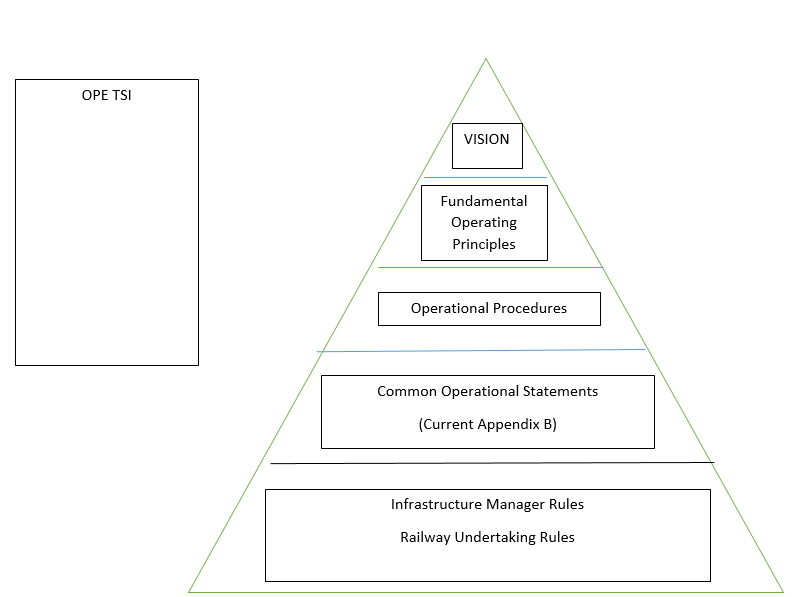 OPE TSI
VISION
Fundamental
Operating
Principles
Operational Procedures
Common Operational Statements
(Current Appendix B)
Infrastructure Manager Rules
Railway Undertaking Rules